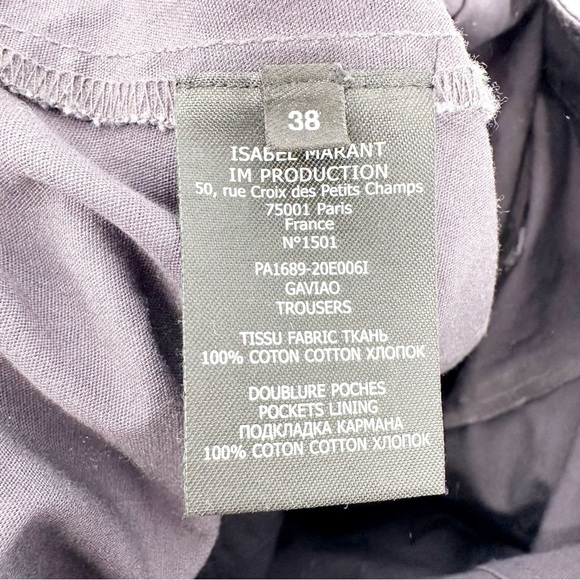 38
ISABEL MARANT
IM PRODUCTION
50, rue Croix des Petits Champs
75001 Paris
France
N°1501
PA1689-20E006I
GAVIAO
TROUSERS
TISSU FABRIC ТКАНЬ
100% COTON COTTON ХЛОПОК
DOUBLURE POCHES
POCKETS LINING
ПОДКЛАДКА КАРМАНА
100% COTON COTTON ХЛОПОК